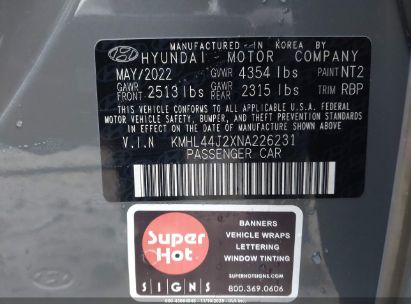 MANUFACTURED IN KOREA BY
HYUNDAI MOTOR COMPANY
MAY/2022 GVWR 4354 lbs PAINT NT2
GAWR FRONT 2513 lbs GAWR REAR 2315 lbs TRIM RBP
THIS VEHICLE CONFORMS TO ALL APPLICABLE U.S. FEDERAL
MOTOR VEHICLE SAFETY, BUMPER, AND THEFT PREVENTION
STANDARDS IN EFFECT ON THE DATE OF MANUFACTURE SHOWN ABOVE.
V.I.N KMHL44J2XNA226231
PASSENGER CAR
Super
Hot
SIGNS
BANNERS
VEHICLE WRAPS
LETTERING
WINDOW TINTING
SUPERHOTSIGNS.COM
800.369.0606